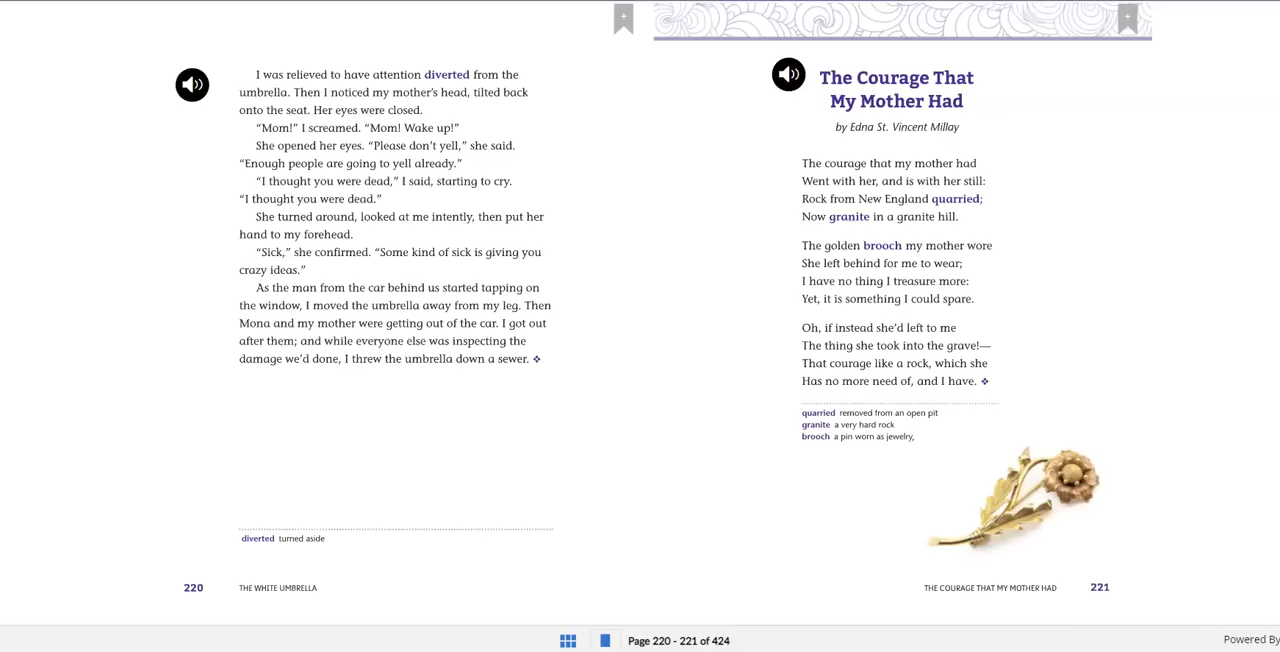 I was relieved to have attention diverted from the
umbrella. Then I noticed my mother’s head, tilted back
onto the seat. Her eyes were closed.
“Mom!” I screamed. “Mom! Wake up!”
She opened her eyes. “Please don’t yell,” she said.
“Enough people are going to yell already.”
“I thought you were dead,” I said, starting to cry.
“I thought you were dead.”
She turned around, looked at me intently, then put her
hand to my forehead.
“Sick,” she confirmed. “Some kind of sick is giving you
crazy ideas.”
As the man from the car behind us started tapping on
the window, I moved the umbrella away from my leg. Then
Mona and my mother were getting out of the car. I got out
after them; and while everyone else was inspecting the
damage we’d done, I threw the umbrella down a sewer. ❖
diverted turned aside
220 THE WHITE UMBRELLA
The Courage That
My Mother Had
by Edna St. Vincent Millay
The courage that my mother had
Went with her, and is with her still:
Rock from New England quarried;
Now granite in a granite hill.
The golden brooch my mother wore
She left behind for me to wear;
I have no thing I treasure more:
Yet, it is something I could spare.
Oh, if instead she’d left to me
The thing she took into the grave!—
That courage like a rock, which she
Has no more need of, and I have. ❖
quarried removed from an open pit
granite a very hard rock
brooch a pin worn as jewelry,
THE COURAGE THAT MY MOTHER HAD 221
Page 220 - 221 of 424
Powered By